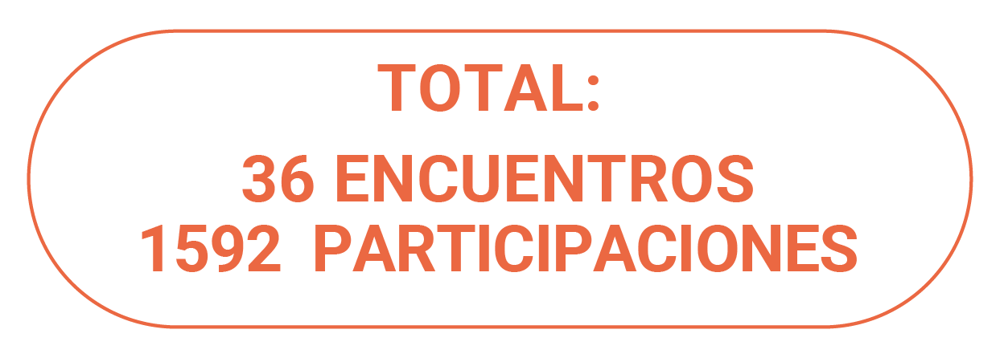 TOTAL:
36 ENCUENTROS
1592 PARTICIPACIONES